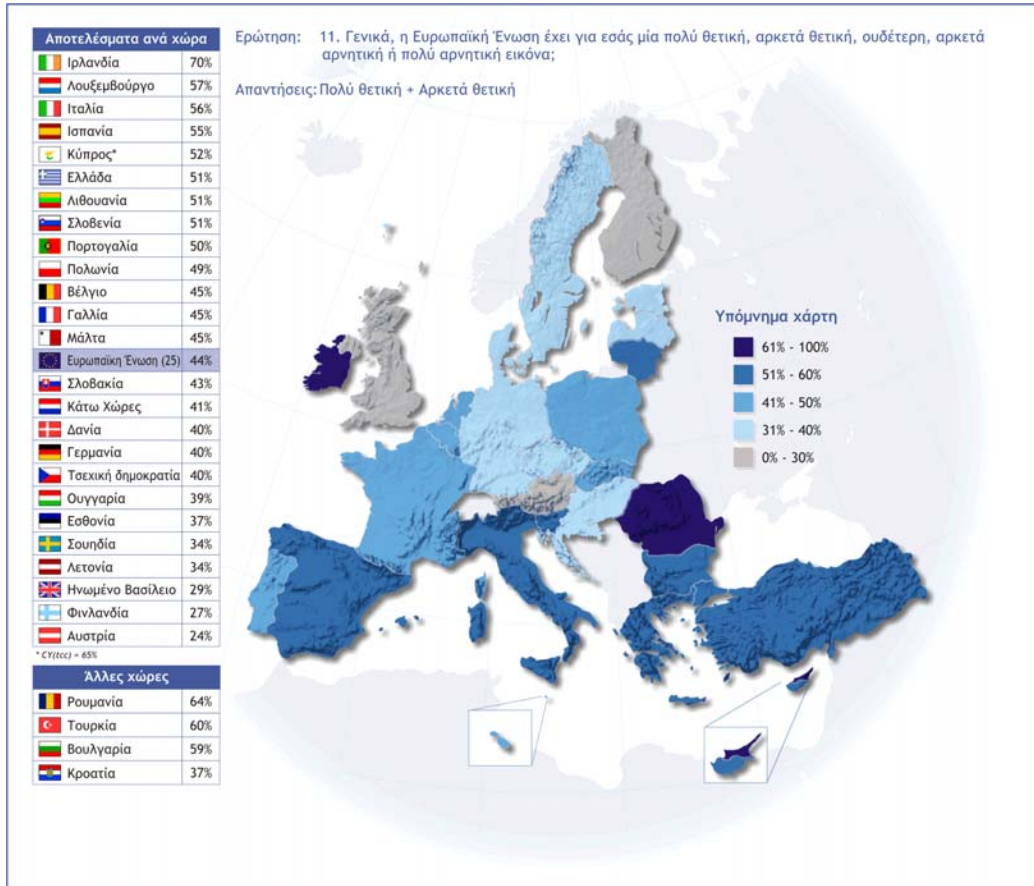 Αποτελέσματα ανά χώρα
Ιρλανδία 70%
Λουξεμβούργο 57%
Ιταλία 56%
Ισπανία 55%
Κύπρος* 52%
Ελλάδα 51%
Λιθουανία 51%
Σλοβενία 51%
Πορτογαλία 50%
Πολωνία 49%
Βέλγιο 45%
Γαλλία 45%
Μάλτα 45%
Ευρωπαϊκη Ένωση (25) 44%
Σλοβακία 43%
Κάτω Χώρες 41%
Δανία 40%
Γερμανία 40%
Τσεχική δημοκρατία 40%
Ουγγαρία 39%
Εσθονία 37%
Σουηδία 34%
Λετονία 34%
Ηνωμένο Βασίλειο 29%
Φινλανδία 27%
Αυστρία 24%
* CY(tcc) = 65%
Άλλες χώρες
Ρουμανία 64%
Τουρκία 60%
Βουλγαρία 59%
Κροατία 37%
Ερώτηση: 11. Γενικά, η Ευρωπαϊκή Ένωση έχει για εσάς μία πολύ θετική, αρκετά θετική, ουδέτερη, αρκετά
αρνητική ή πολύ αρνητική εικόνα;
Απαντήσεις: Πολύ θετική + Αρκετά θετική
Υπόμνημα χάρτη
61% - 100%
51% - 60%
41% - 50%
31% - 40%
0% - 30%